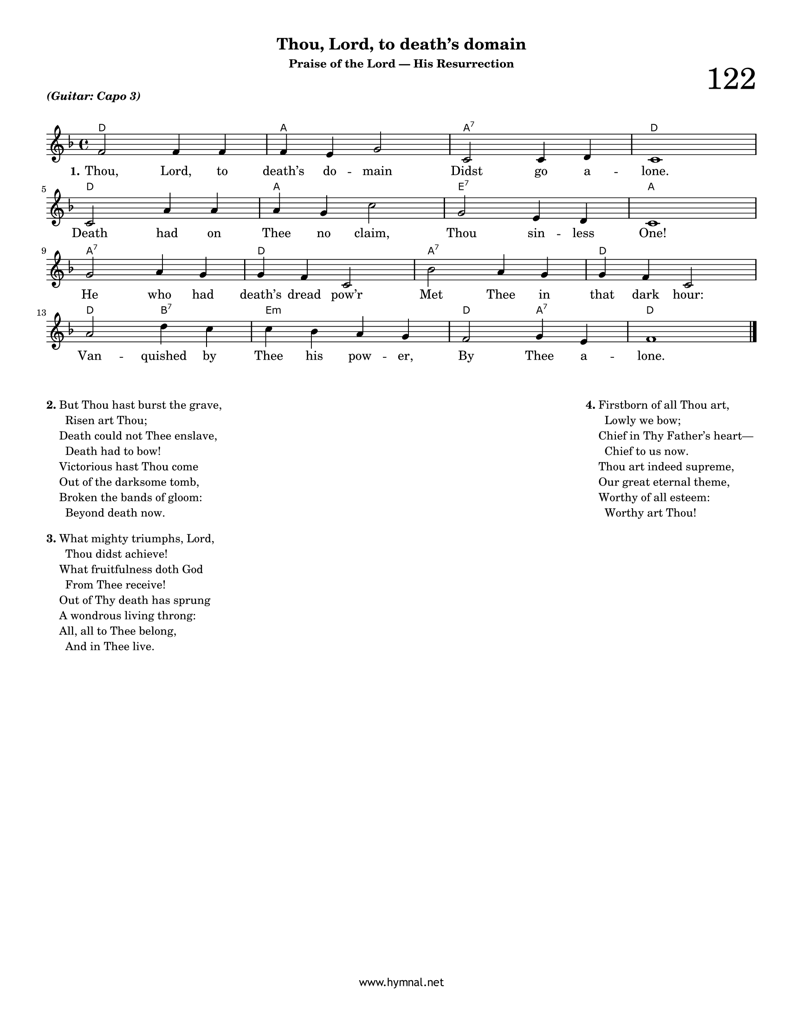 Thou, Lord, to death's domain
Praise of the Lord — His Resurrection
122
(Guitar: Capo 3)
D A A7 D
1. Thou, Lord, to death's do - main Didst go a - lone.
5
D A E7 A
Death had on Thee no claim, Thou sin - less One!
9
A7 D A7 D
He who had death's dread pow'r Met Thee in that dark hour:
13
D B7 Em D A7 D
Van - quished by Thee his pow - er, By Thee a - lone.
2. But Thou hast burst the grave,
Risen art Thou;
Death could not Thee enslave,
Death had to bow!
Victorious hast Thou come
Out of the darksome tomb,
Broken the bands of gloom:
Beyond death now.
3. What mighty triumphs, Lord,
Thou didst achieve!
What fruitfulness doth God
From Thee receive!
Out of Thy death has sprung
A wondrous living throng:
All, all to Thee belong,
And in Thee live.
4. Firstborn of all Thou art,
Lowly we bow;
Chief in Thy Father's heart—
Chief to us now.
Thou art indeed supreme,
Our great eternal theme,
Worthy of all esteem:
Worthy art Thou!
www.hymnal.net